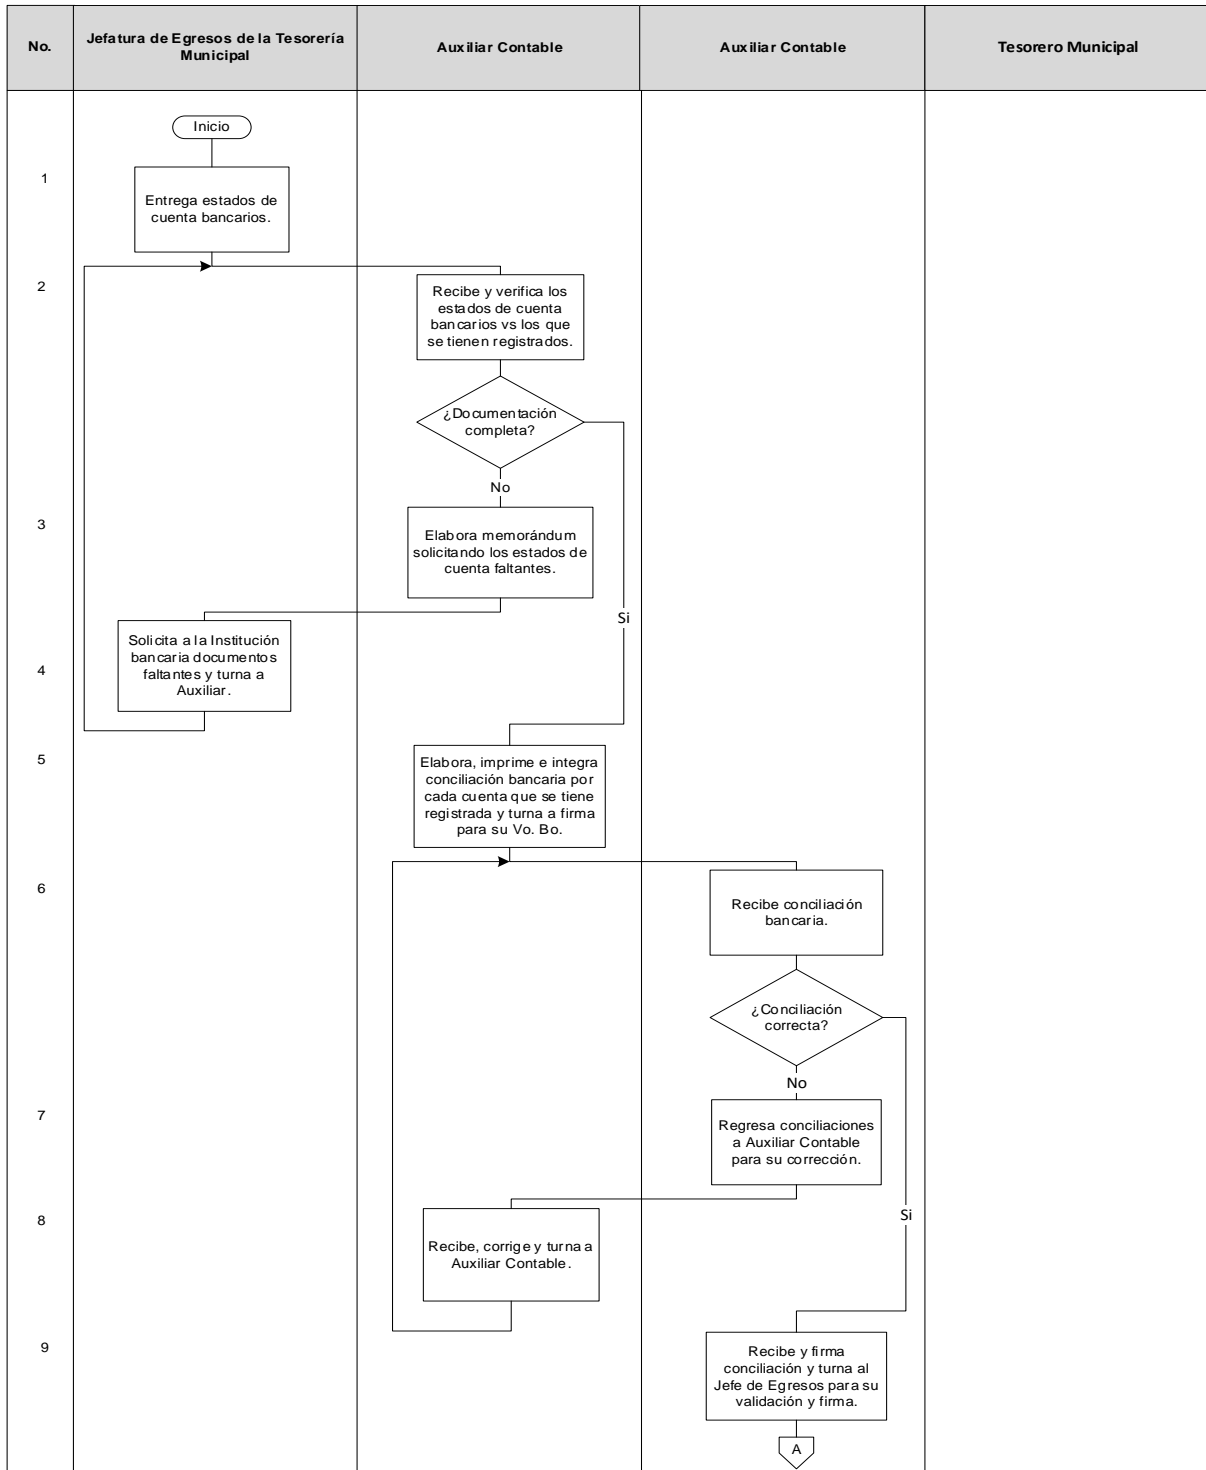 No.
Jefatura de Egresos de la Tesorería
Municipal
Auxiliar Contable
Auxiliar Contable
Tesorero Municipal
Inicio
1
Entrega estados de
cuenta bancarios.
2
Recibe y verifica los
estados de cuenta
bancarios vs los que
se tienen registrados.
¿Documentación
completa?
No
3
Elabora memorándum
solicitando los estados de
cuenta faltantes.
Si
Solicita a la Institución
bancaria documentos
faltantes y turna a
Auxiliar.
4
5
Elabora, imprime e integra
conciliación bancaria por
cada cuenta que se tiene
registrada y turna a firma
para su Vo. Bo.
6
Recibe conciliación
bancaria.
¿Conciliación
correcta?
No
7
Regresa conciliaciones
a Auxiliar Contable
para su corrección.
Si
8
Recibe, corrige y turna a
Auxiliar Contable.
9
Recibe y firma
conciliación y turna al
Jefe de Egresos para su
validación y firma.
A